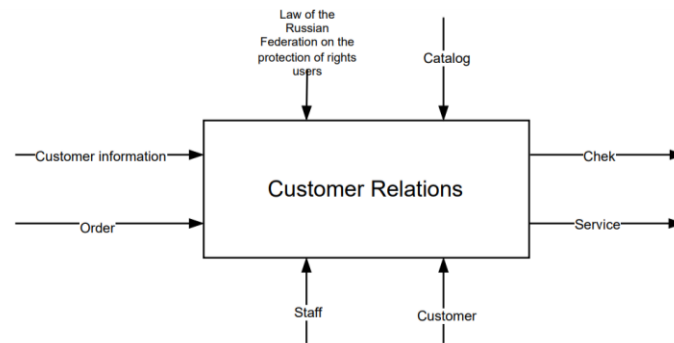 Law of the
Russian
Federation on the
protection of rights
users
Catalog
Customer information
Chek
Customer Relations
Order
Service
Staff
Customer